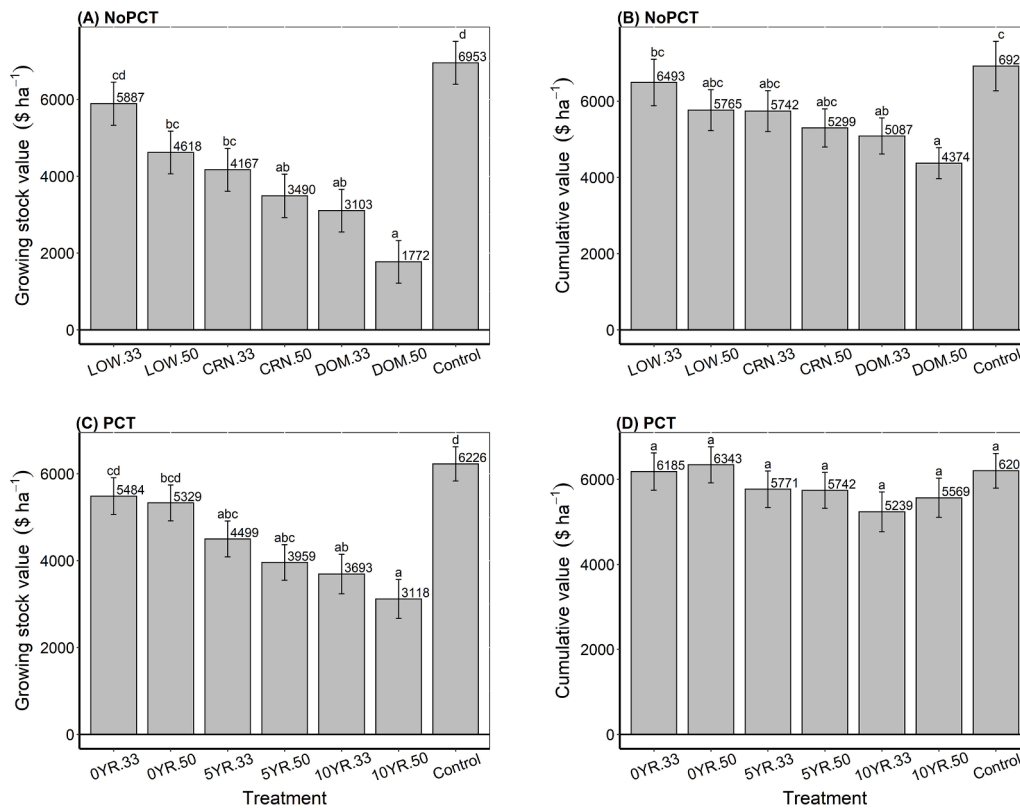 (A) NoPCT
Growing stock value ($ ha⁻¹)
6000
4000
2000
0
cd
5887
bc
4618
bc
4167
ab
3490
ab
3103
a
1772
d
6953
LOW.33
LOW.50
CRN.33
CRN.50
DOM.33
DOM.50
Control
(B) NoPCT
Cumulative value ($ ha⁻¹)
6000
4000
2000
0
bc
6493
abc
5765
abc
5742
abc
5299
ab
5087
a
4374
c
692
LOW.33
LOW.50
CRN.33
CRN.50
DOM.33
DOM.50
Control
(C) PCT
Growing stock value ($ ha⁻¹)
6000
4000
2000
0
cd
5484
bcd
5329
abc
4499
abc
3959
ab
3693
a
3118
d
6226
0YR.33
0YR.50
5YR.33
5YR.50
10YR.33
10YR.50
Control
Treatment
(D) PCT
Cumulative value ($ ha⁻¹)
6000
4000
2000
0
a
6185
a
6343
a
5771
a
5742
a
5239
a
5569
a
620
0YR.33
0YR.50
5YR.33
5YR.50
10YR.33
10YR.50
Control
Treatment